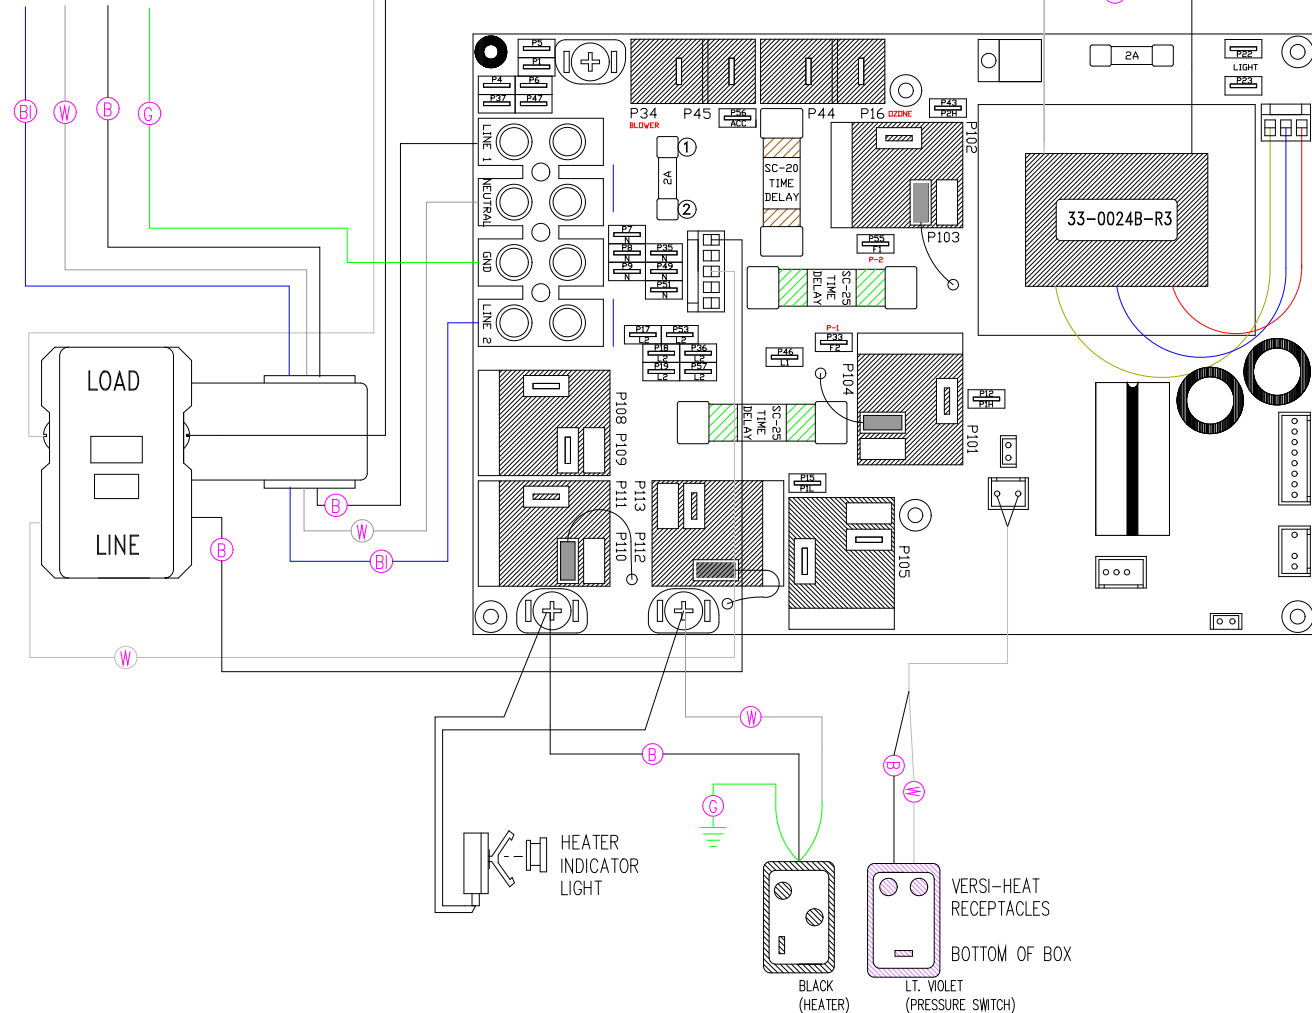 Bl
W
B
G
P5
P1
P4
P6
P37
P47
P34
P45
BLOWER
P56
ACC
P44
P16
OZONE
P43
P2H
P102
2A
P22
LIGHT
P23
LINE 1
NEUTRAL
GND
LINE 2
2A
1
2
SC-20
TIME
DELAY
P103
P55
F1
P-2
33-0024B-R3
P7
N
P8
N
P35
N
P9
N
P49
N
P51
N
SC-25
TIME
DELAY
P17
L2
P53
L2
P18
L2
P36
L2
P19
L2
P57
L2
P46
L1
P-1
P33
F2
P104
P12
P1H
P101
SC-25
TIME
DELAY
P108
P109
P111
P110
P113
P112
P15
P1L
P105
LOAD
LINE
B
W
Bl
B
W
W
B
B
W
G
HEATER
INDICATOR
LIGHT
VERSI-HEAT
RECEPTACLES
BOTTOM OF BOX
BLACK
(HEATER)
LT. VIOLET
(PRESSURE SWITCH)